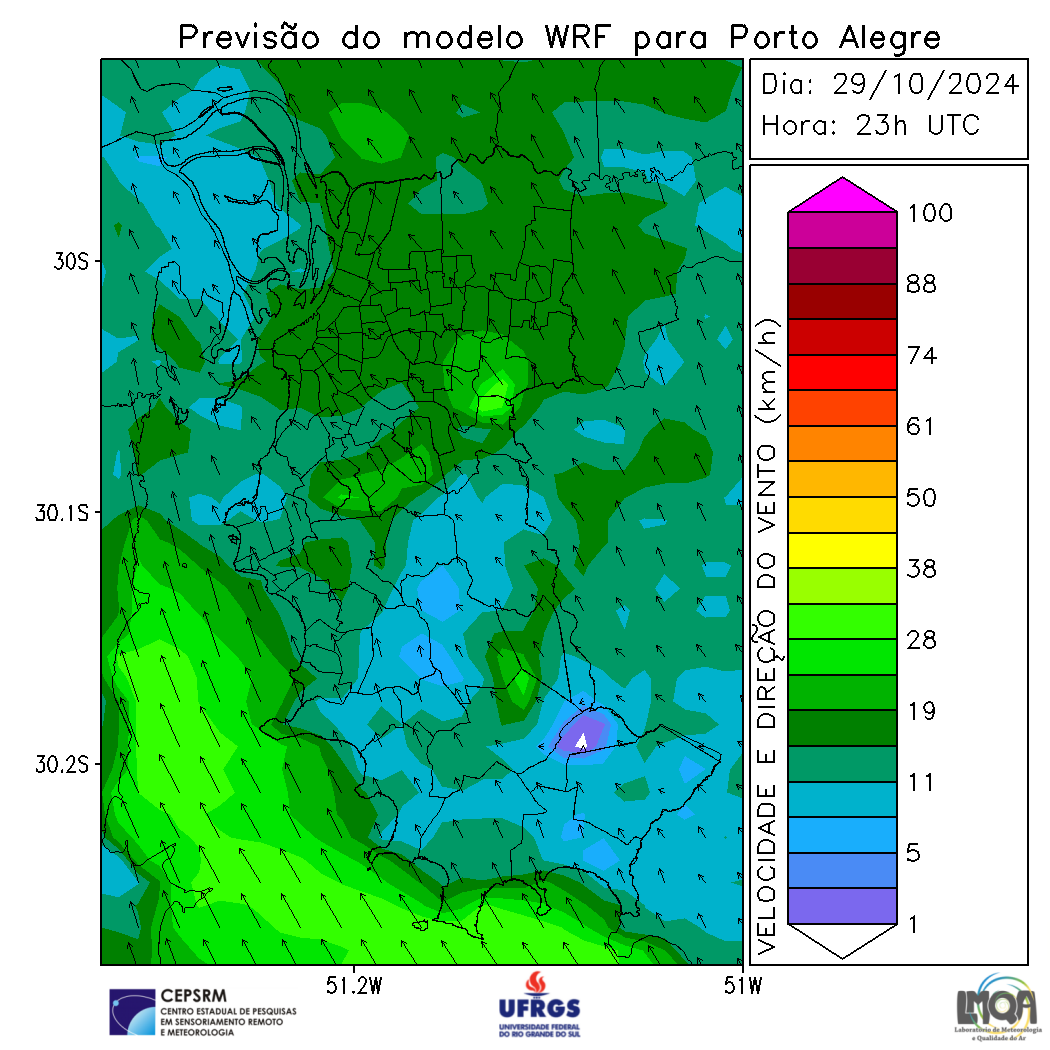 Previsão do modelo WRF para Porto Alegre
Dia: 29/10/2024
Hora: 23h UTC
30S
30.1S
30.2S
51.2W
51W
VELOCIDADE E DIREÇÃO DO VENTO (km/h)
100
88
74
61
50
38
28
19
11
5
1
CEPSRM
CENTRO ESTADUAL DE PESQUISAS
EM SENSORIAMENTO REMOTO
E METEOROLOGIA
UFRGS
UNIVERSIDADE FEDERAL
DO RIO GRANDE DO SUL
LMQA
Laboratório de Meteorologia
e Qualidade do Ar